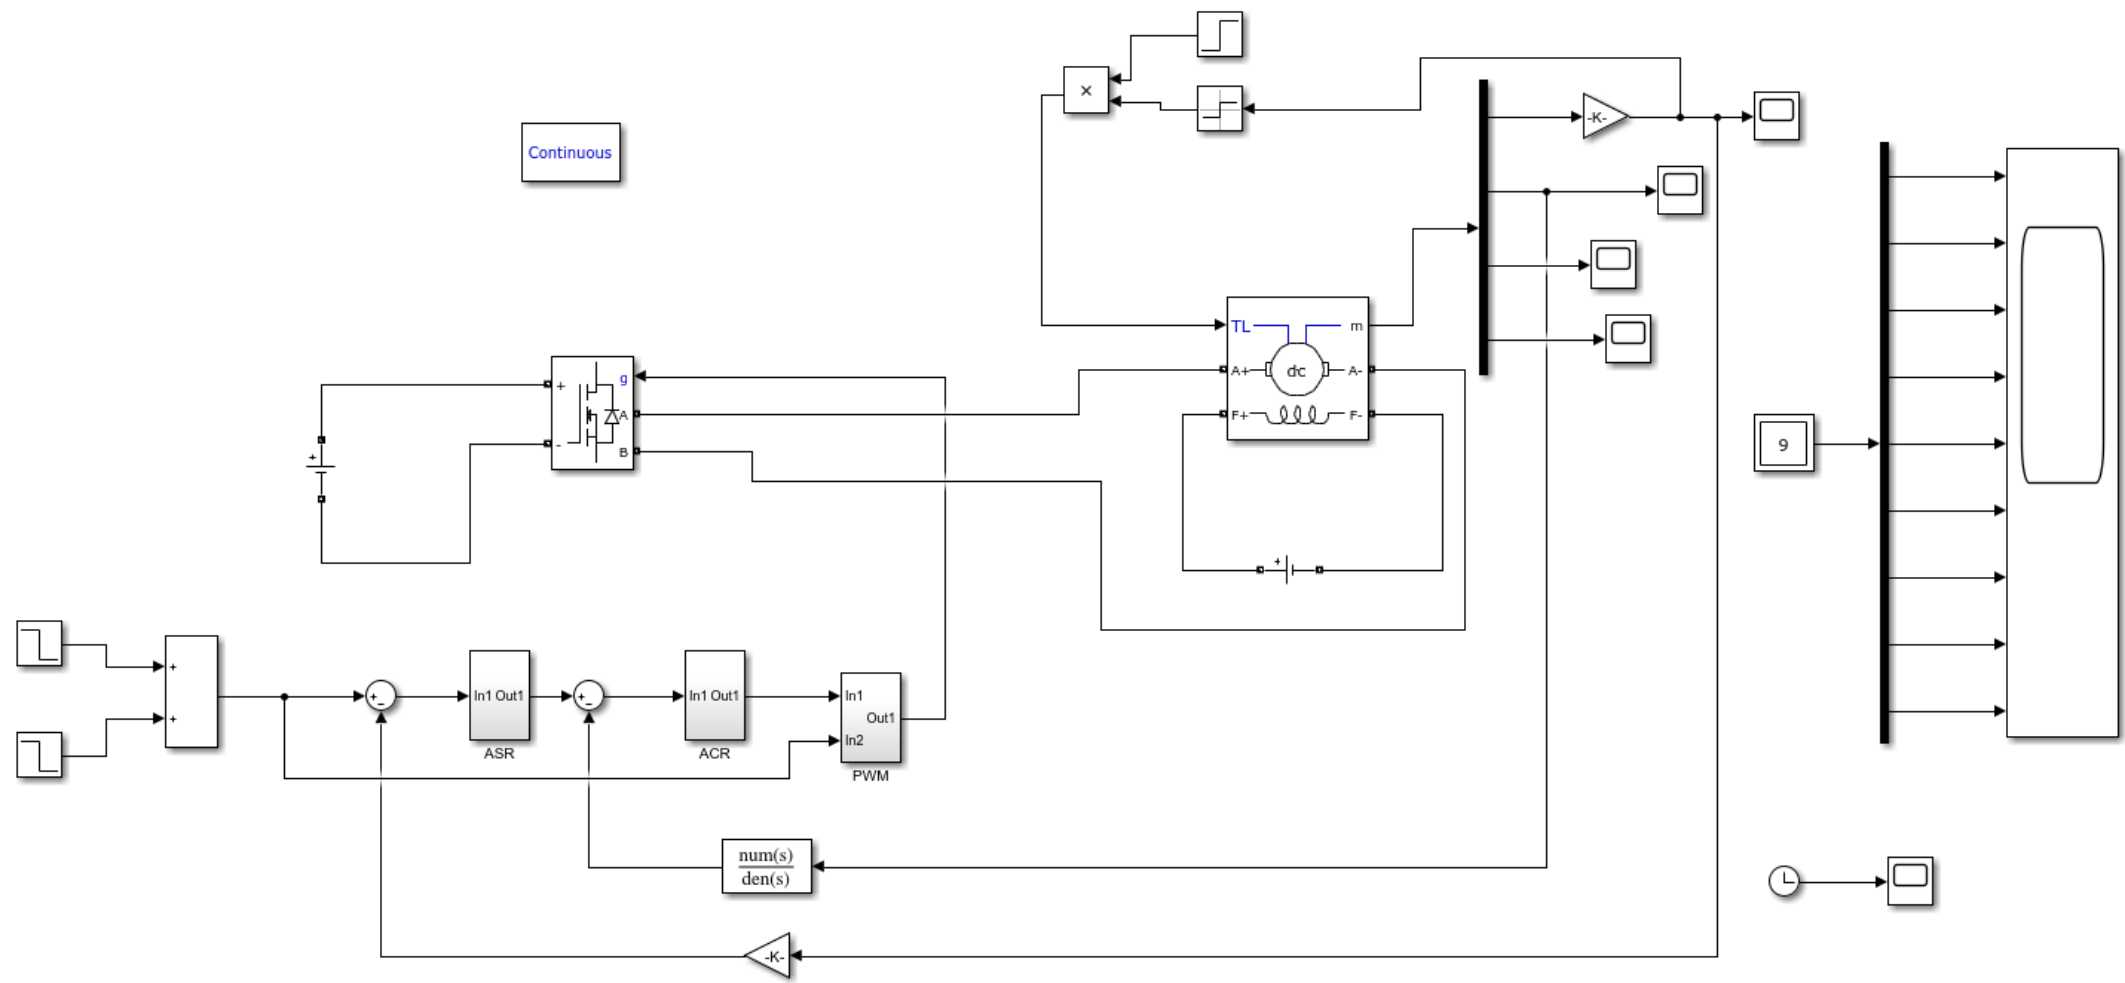 ×
-K-
Continuous
TL
m
A+
dc
A-
F+
F-
+
g
A
-
B
+
9
+
+
+
+
-
In1 Out1
ASR
+
-
In1 Out1
ACR
In1
Out1
In2
PWM
num(s)
den(s)
-K-